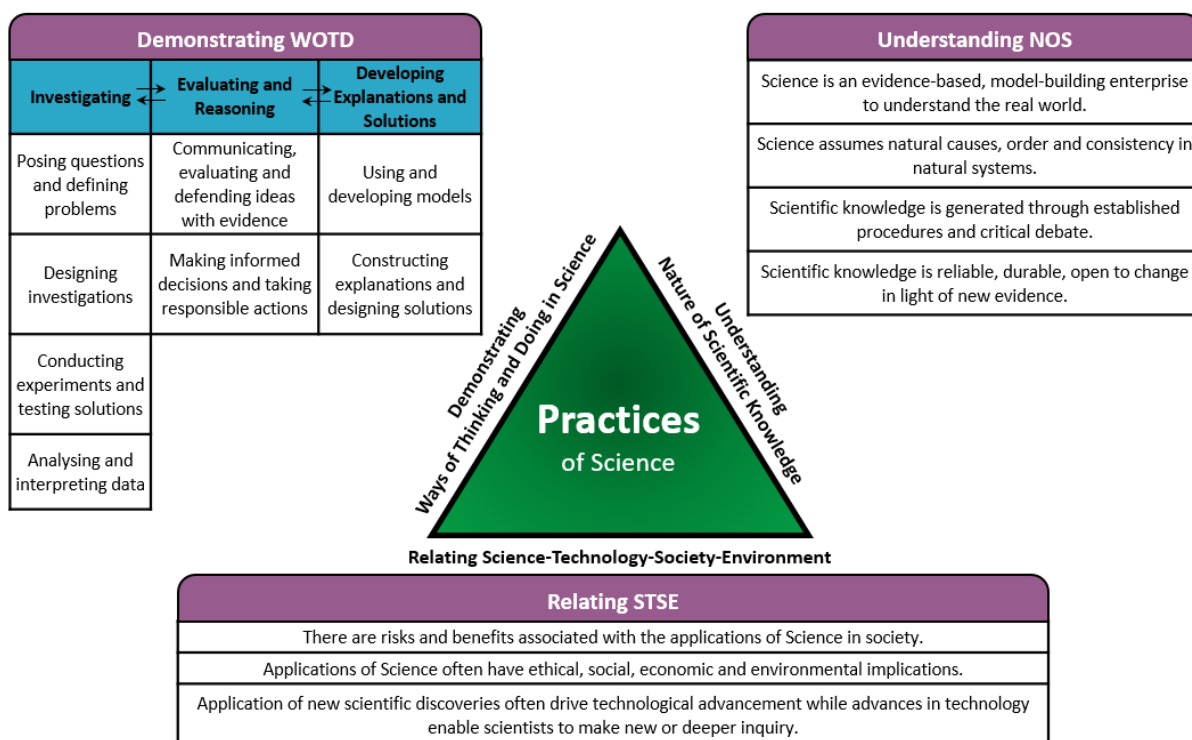 Demonstrating WOTD
Investigating
Evaluating and
Reasoning
Developing
Explanations and
Solutions
Posing questions
and defining
problems
Communicating,
evaluating and
defending ideas
with evidence
Using and
developing models
Designing
investigations
Making informed
decisions and taking
responsible actions
Constructing
explanations and
designing solutions
Conducting
experiments and
testing solutions
Analysing and
interpreting data
Understanding NOS
Science is an evidence-based, model-building enterprise
to understand the real world.
Science assumes natural causes, order and consistency in
natural systems.
Scientific knowledge is generated through established
procedures and critical debate.
Scientific knowledge is reliable, durable, open to change
in light of new evidence.
Demonstrating
Ways of Thinking and Doing in Science
Understanding
Nature of Scientific Knowledge
Practices
of Science
Relating Science-Technology-Society-Environment
Relating STSE
There are risks and benefits associated with the applications of Science in society.
Applications of Science often have ethical, social, economic and environmental implications.
Application of new scientific discoveries often drive technological advancement while advances in technology
enable scientists to make new or deeper inquiry.